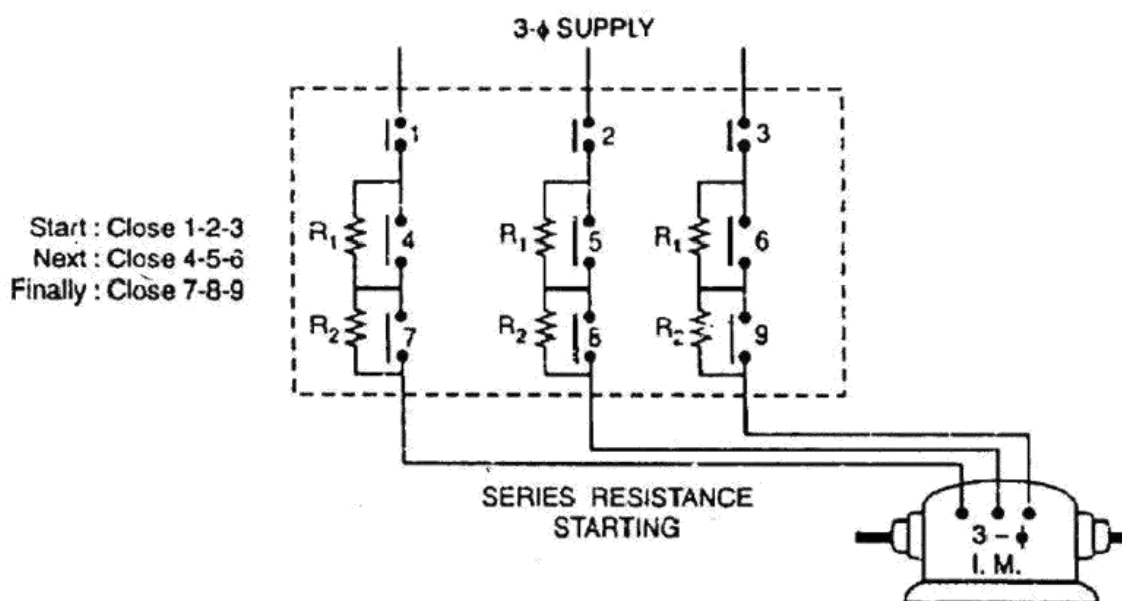 3-ɸ SUPPLY
1
2
3
Start : Close 1-2-3
Next : Close 4-5-6
Finally : Close 7-8-9
R1
4
R1
5
R1
6
R2
7
R2
8
R2
9
SERIES RESISTANCE
STARTING
3-ɸ
I. M.